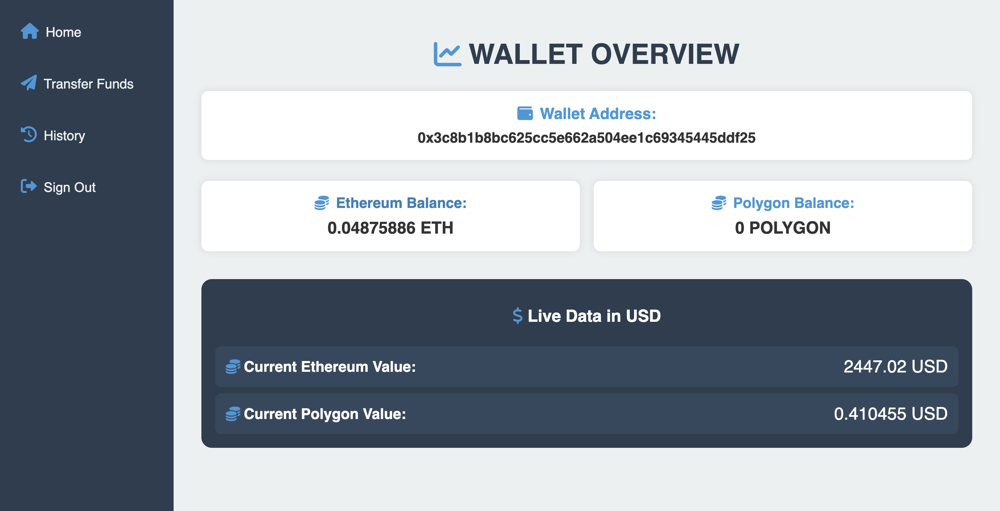 Home
Transfer Funds
History
Sign Out
WALLET OVERVIEW
Wallet Address:
0x3c8b1b8bc625cc5e662a504ee1c69345445ddf25
Ethereum Balance:
0.04875886 ETH
Polygon Balance:
0 POLYGON
$ Live Data in USD
Current Ethereum Value: 2447.02 USD
Current Polygon Value: 0.410455 USD